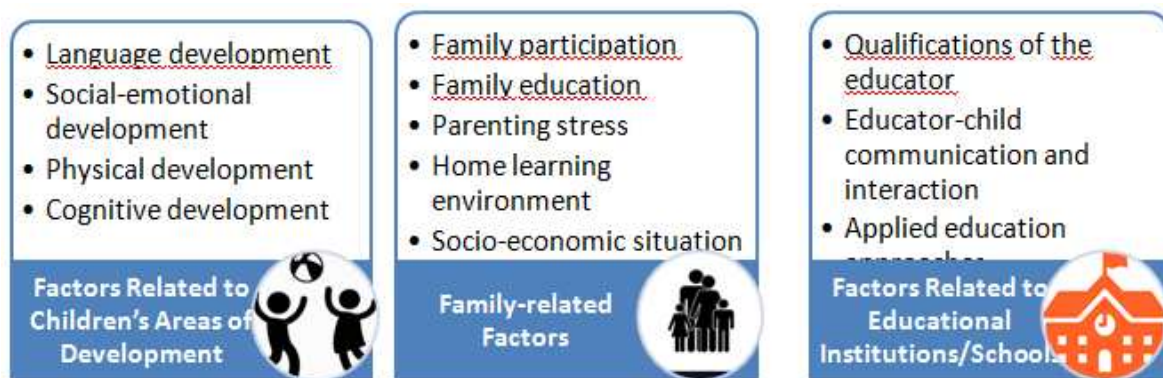 • Language development
• Social-emotional
development
• Physical development
• Cognitive development
Factors Related to
Children's Areas of
Development
• Family participation
• Family education
• Parenting stress
• Home learning
environment
• Socio-economic situation
Family-related
Factors
• Qualifications of the
educator
• Educator-child
communication and
interaction
• Applied education
Factors Related to
Educational
Institutions/Schools